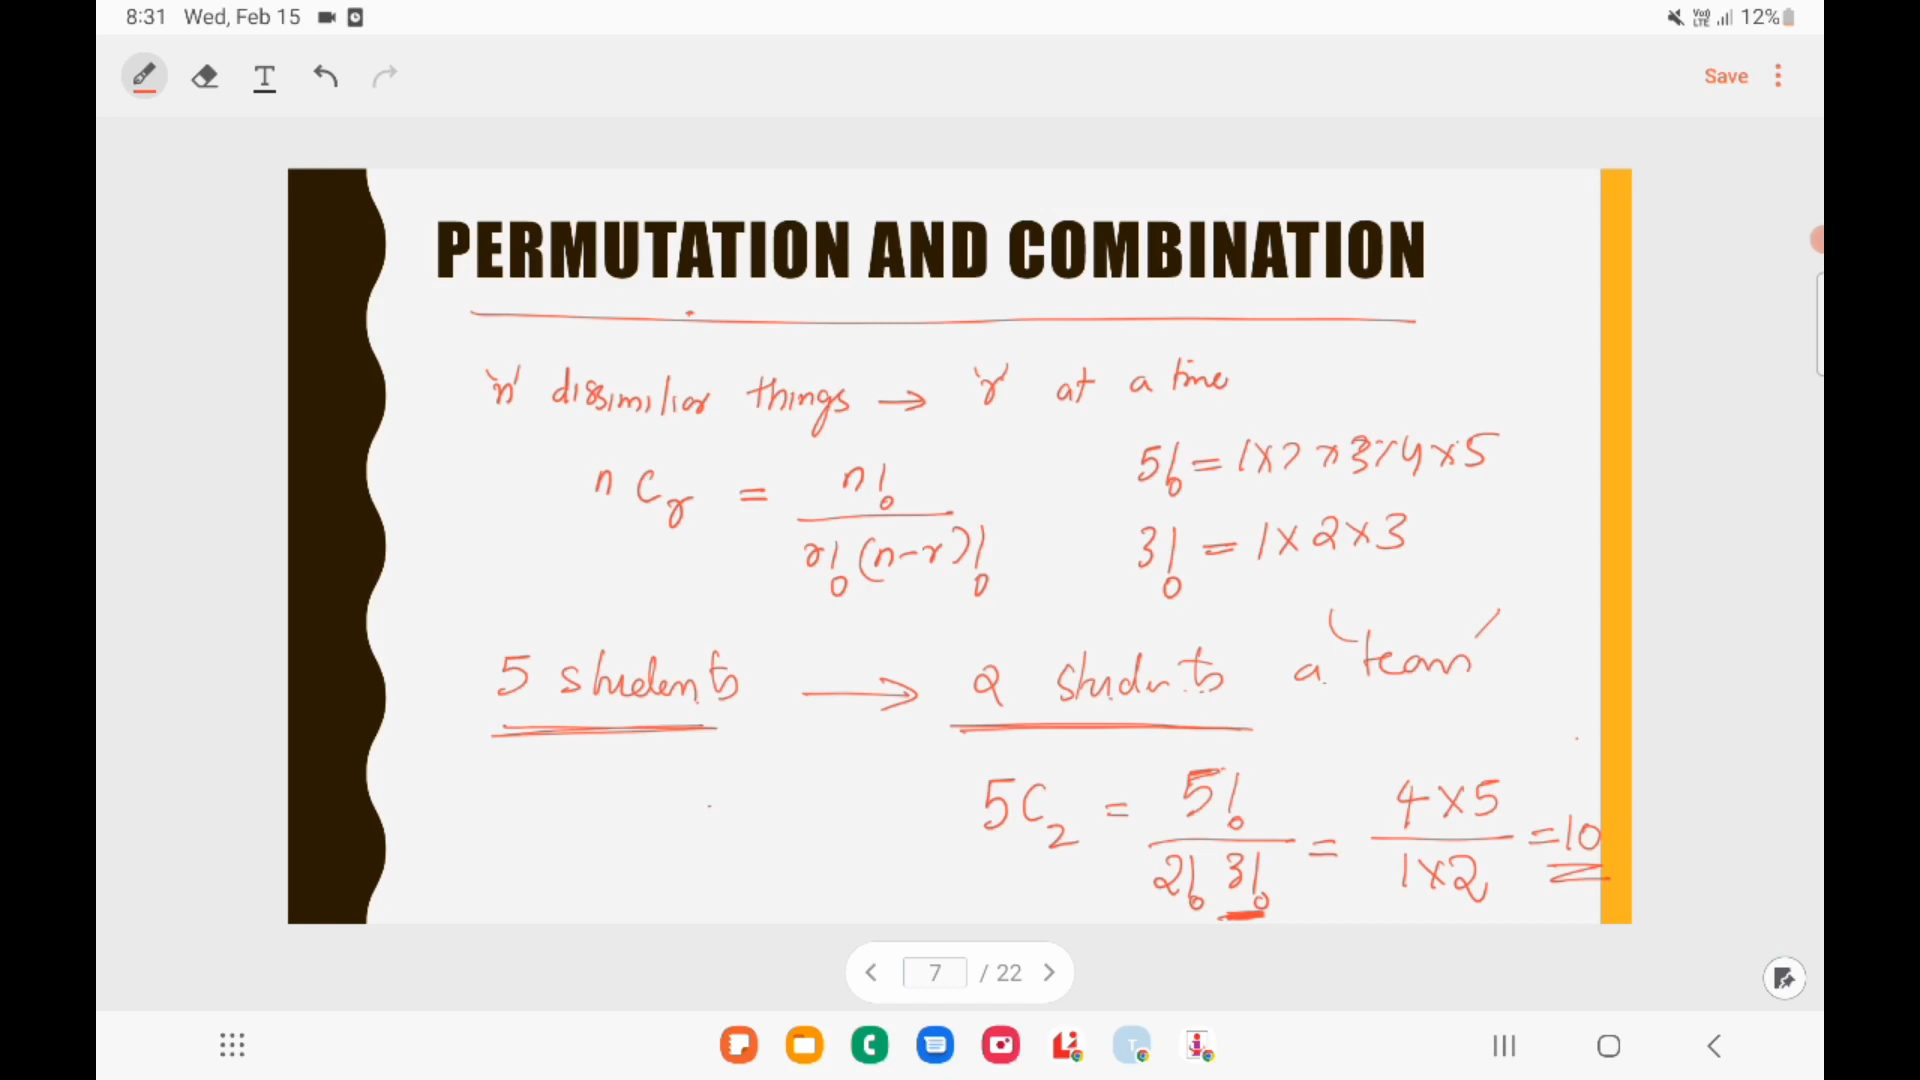 8:31 Wed, Feb 15
Vo) LTE 12%
T
Save
PERMUTATION AND COMBINATION
'n' dissimilar things → 'r' at a time
n C r = n! / r! (n-r)!
5! = 1×2×3×4×5
3! = 1×2×3
5 students → 2 students a 'team'
5C2 = 5! / 2! 3! = 4×5 / 1×2 = 10
7 / 22
T